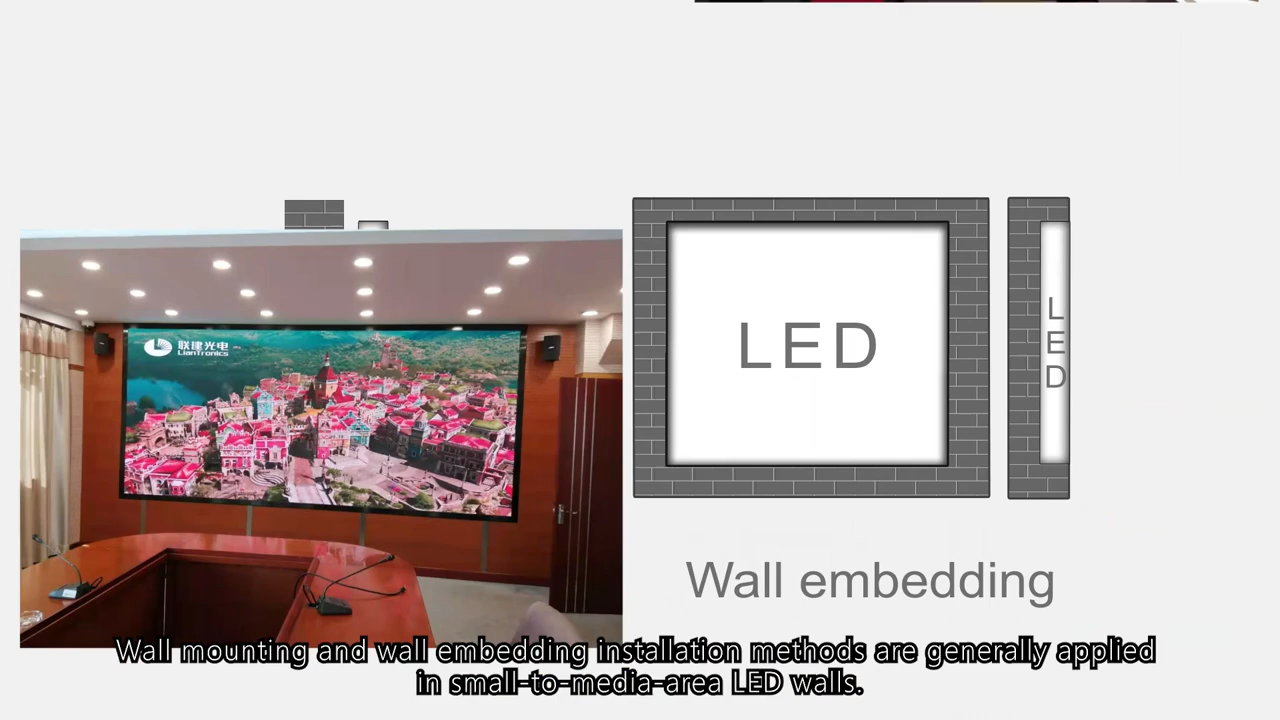 联建光电
LianTronics
LED
L
E
D
Wall embedding
Wall mounting and wall embedding installation methods are generally applied
in small-to-media-area LED walls.